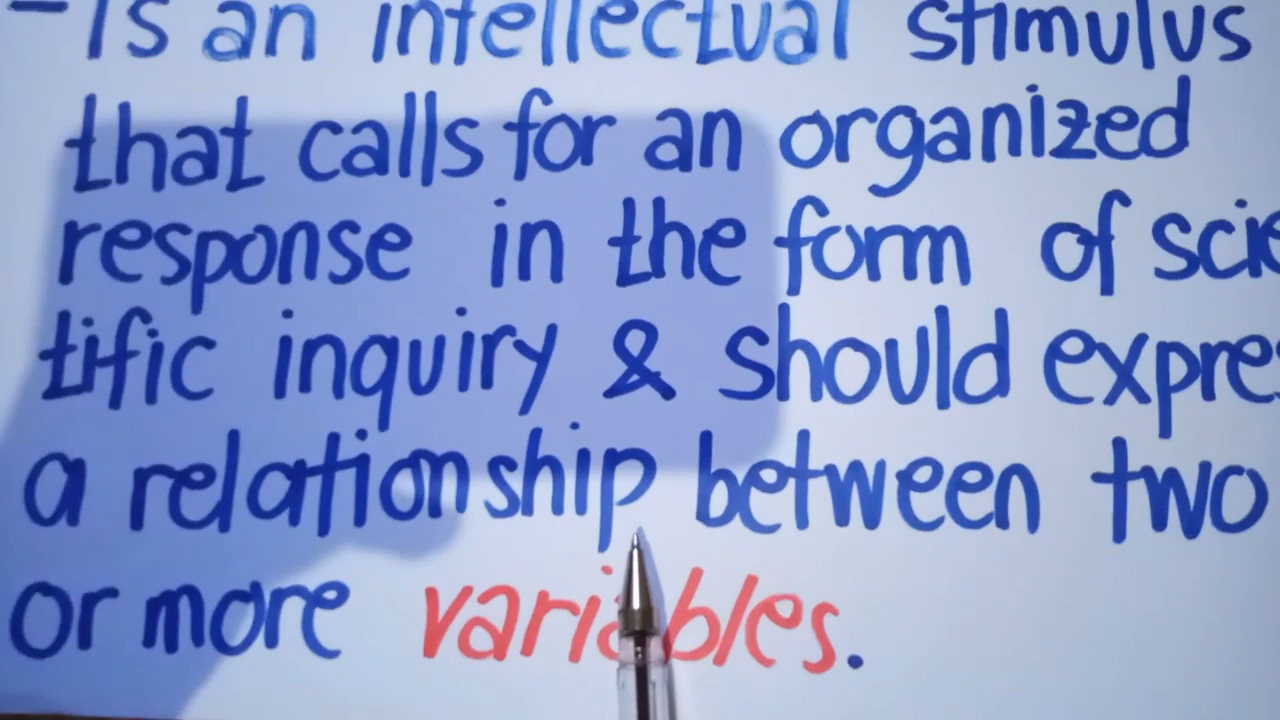 - Is an intellectual stimulus
that calls for an organized
response in the form of scie
tific inquiry & should expres
a relationship between two
or more variables.